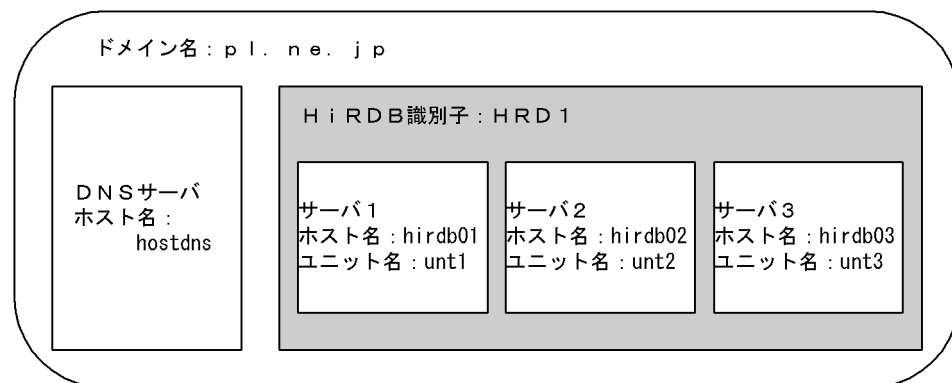 ドメイン名：ｐｌ．ｎｅ．ｊｐ
ＨｉＲＤＢ識別子：ＨＲＤ１
ＤＮＳサーバ
ホスト名：
hostdns
サーバ１
ホスト名：hirdb01
ユニット名：unt1
サーバ２
ホスト名：hirdb02
ユニット名：unt2
サーバ３
ホスト名：hirdb03
ユニット名：unt3